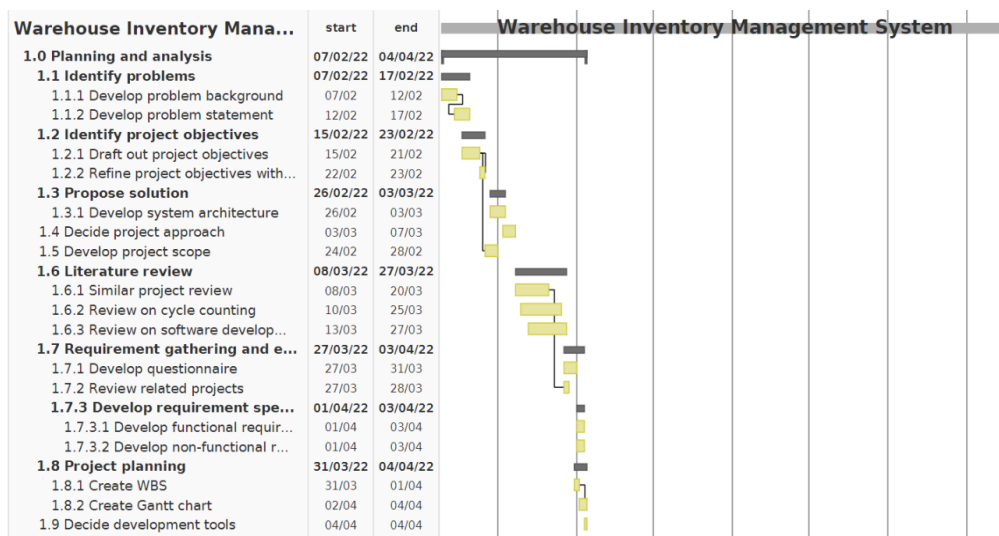 Warehouse Inventory Mana... start end Warehouse Inventory Management System
1.0 Planning and analysis 07/02/22 04/04/22
1.1 Identify problems 07/02/22 17/02/22
1.1.1 Develop problem background 07/02 12/02
1.1.2 Develop problem statement 12/02 17/02
1.2 Identify project objectives 15/02/22 23/02/22
1.2.1 Draft out project objectives 15/02 21/02
1.2.2 Refine project objectives with... 22/02 23/02
1.3 Propose solution 26/02/22 03/03/22
1.3.1 Develop system architecture 26/02 03/03
1.4 Decide project approach 03/03 07/03
1.5 Develop project scope 24/02 28/02
1.6 Literature review 08/03/22 27/03/22
1.6.1 Similar project review 08/03 20/03
1.6.2 Review on cycle counting 10/03 25/03
1.6.3 Review on software develop... 13/03 27/03
1.7 Requirement gathering and e... 27/03/22 03/04/22
1.7.1 Develop questionnaire 27/03 31/03
1.7.2 Review related projects 27/03 28/03
1.7.3 Develop requirement spe... 01/04/22 03/04/22
1.7.3.1 Develop functional requir... 01/04 03/04
1.7.3.2 Develop non-functional r... 01/04 03/04
1.8 Project planning 31/03/22 04/04/22
1.8.1 Create WBS 31/03 01/04
1.8.2 Create Gantt chart 02/04 04/04
1.9 Decide development tools 04/04 04/04